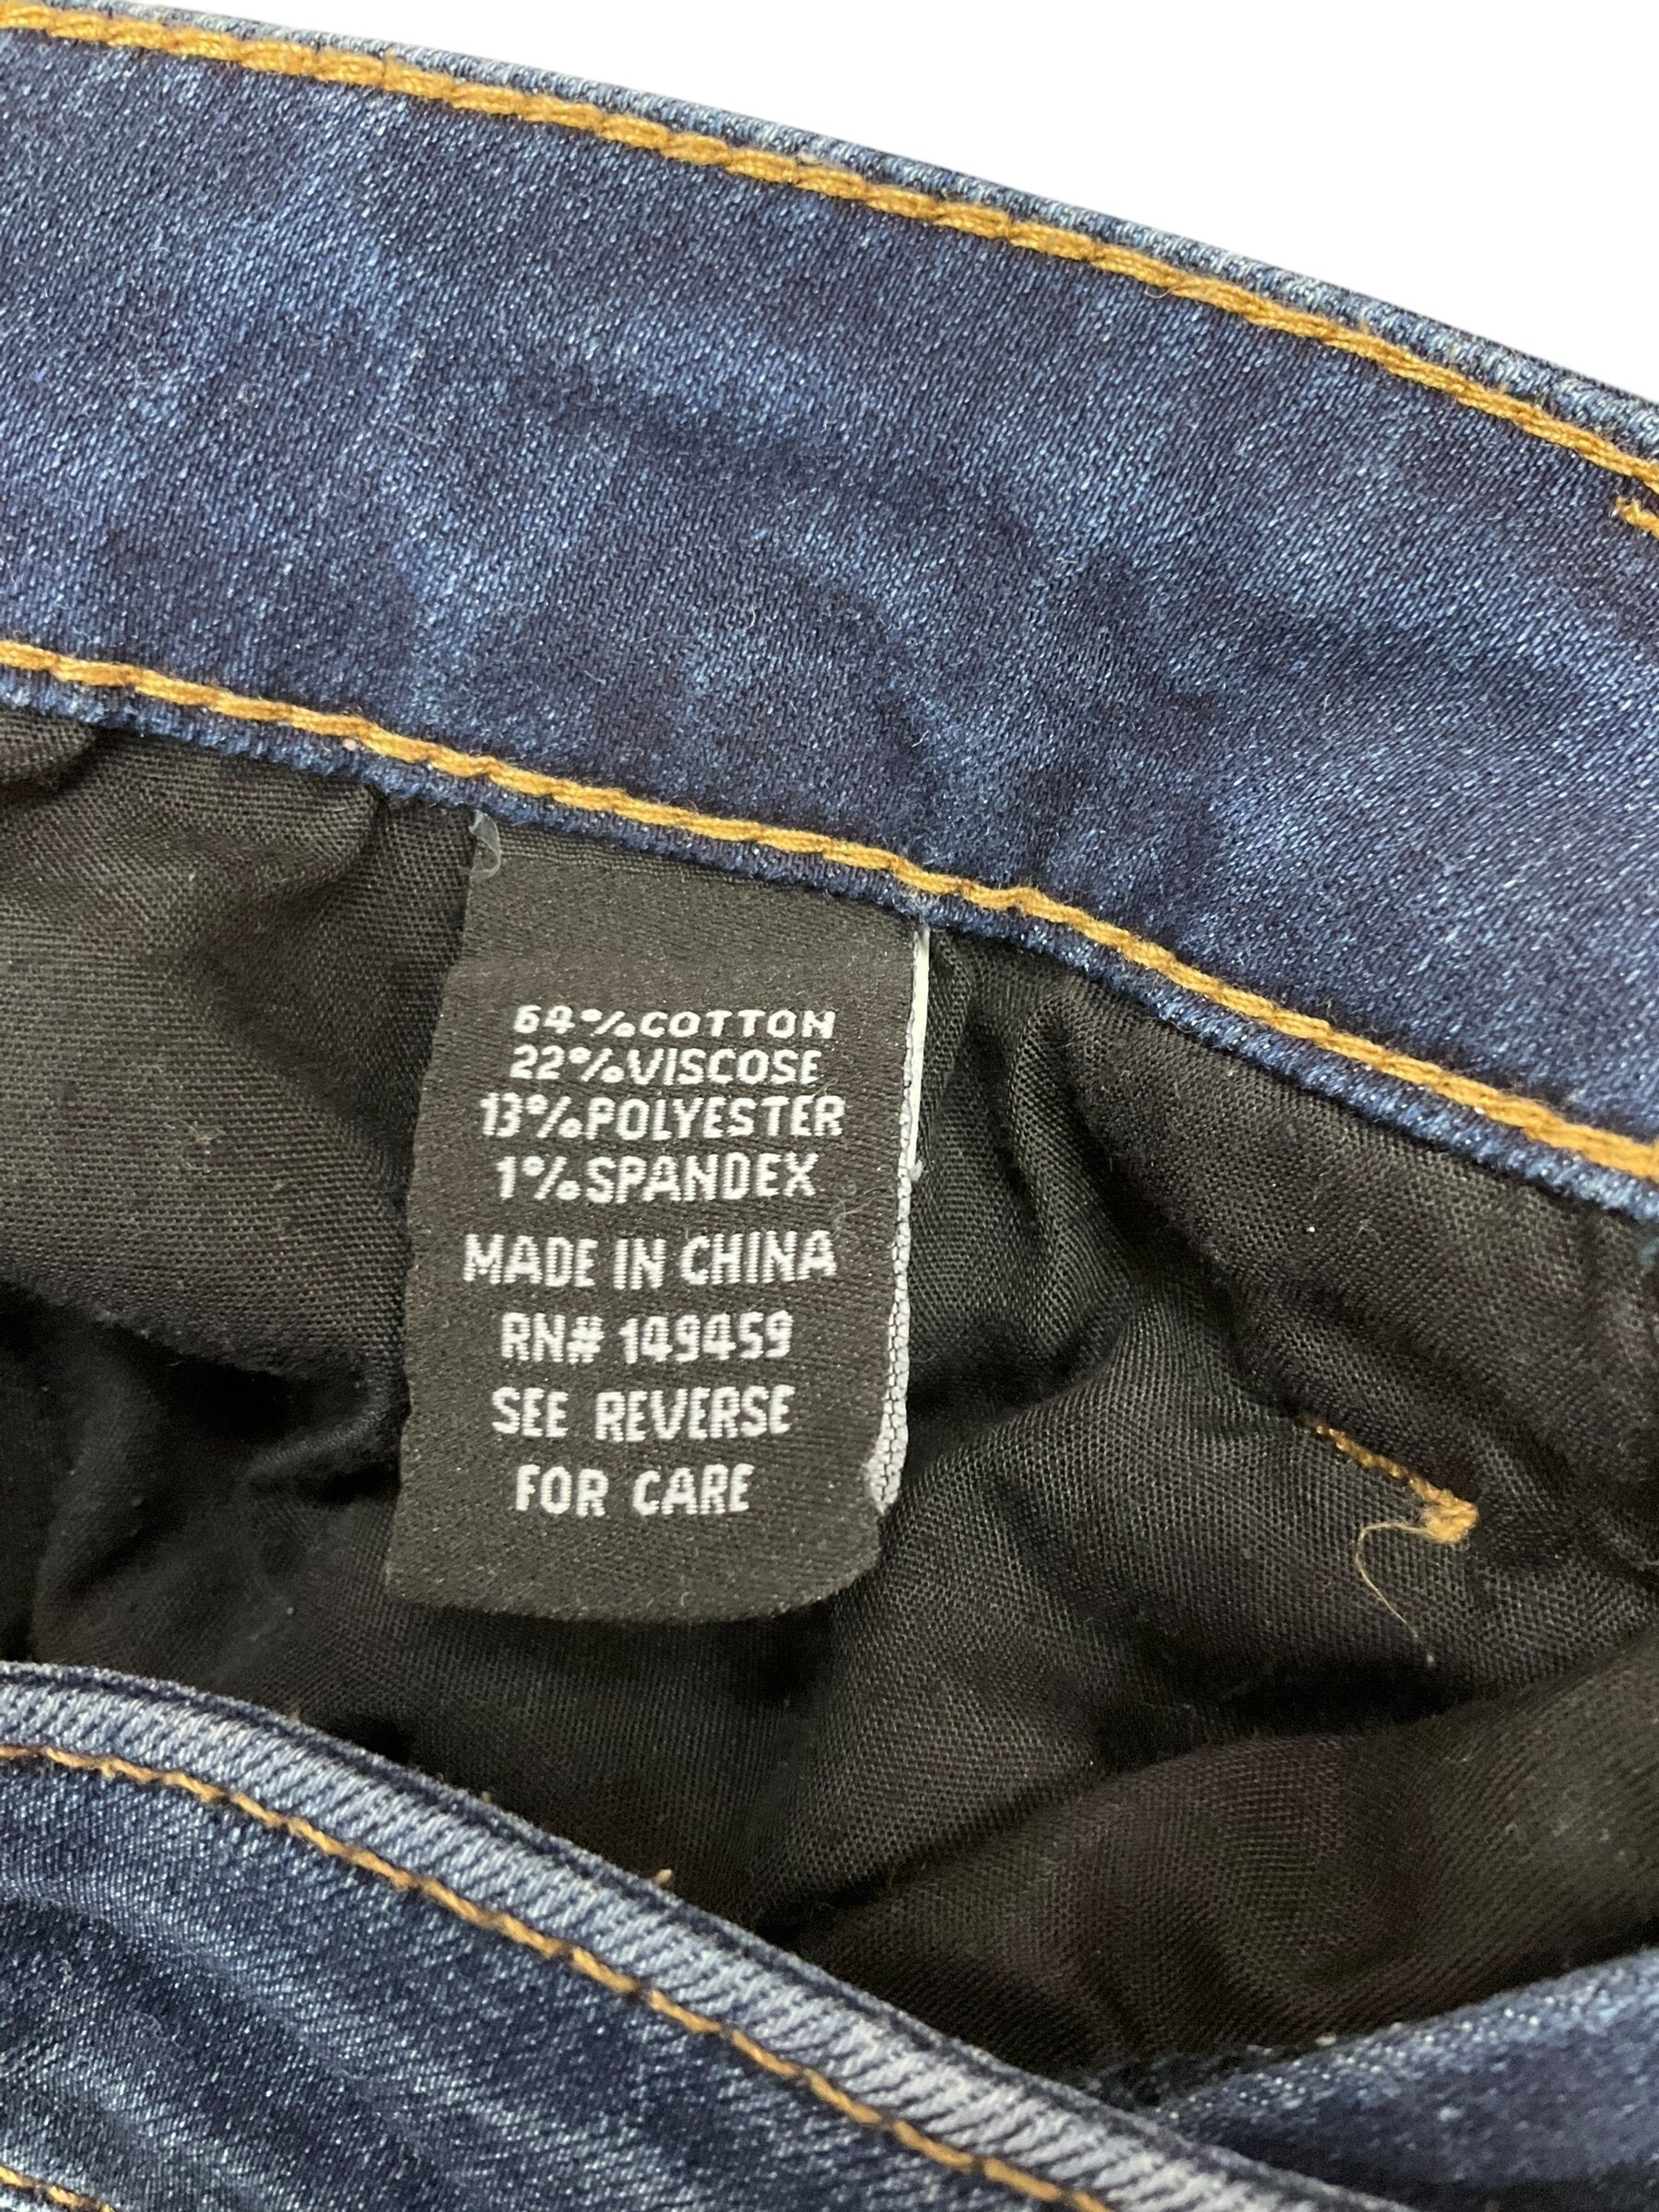 64%COTTON
22%VISCOSE
13%POLYESTER
1%SPANDEX
MADE IN CHINA
RN# 149459
SEE REVERSE
FOR CARE